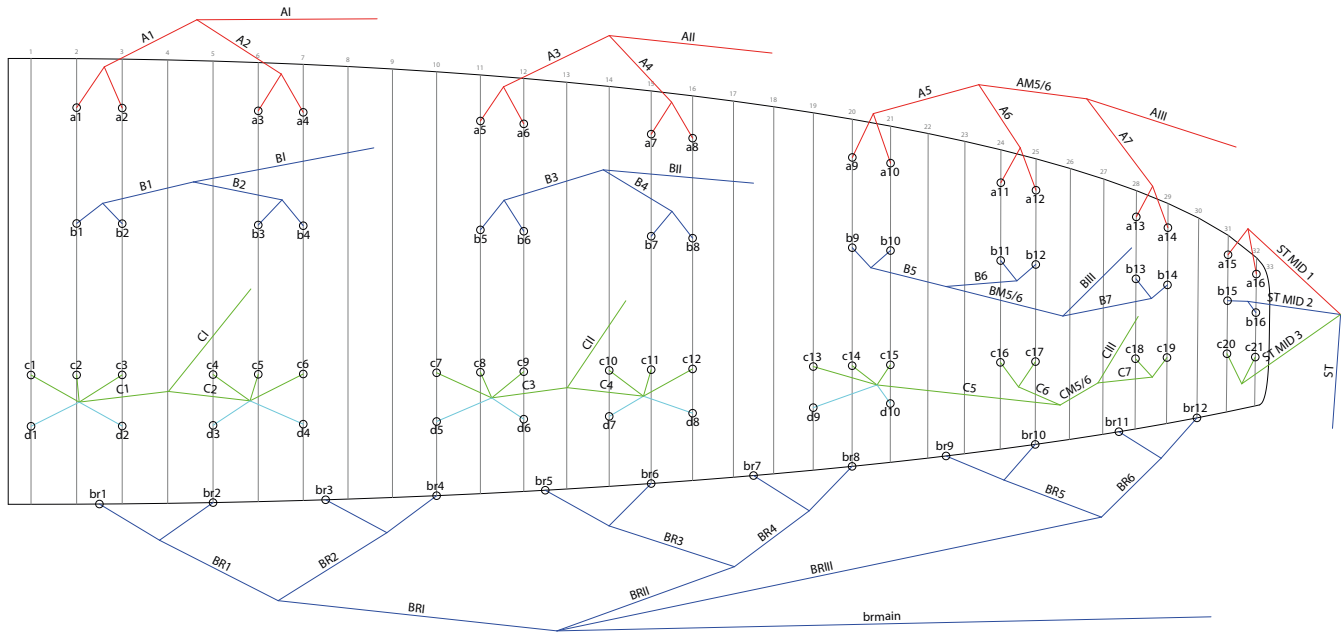 AI
A1
A2
AII
A3
A4
1 2 3 4 5 6 7 8 9 10 11 12 13 14 15 16 17 18 19 20 21 22 23 24 25 26 27 28 29 30 31 32 33
AM5/6
A5
A6
A7
AIII
a1 a2 a3 a4 a5 a6 a7 a8 a9 a10 a11 a12 a13 a14 a15 a16
BI
B1
B2
BII
B3
B4
b1 b2 b3 b4 b5 b6 b7 b8 b9 b10 b11 b12 b13 b14 b15 b16
B5
B6
BM5/6
BIII
B7
ST MID 1
ST MID 2
ST MID 3
ST
CI
CII
CIII
c1 c2 c3 c4 c5 c6 c7 c8 c9 c10 c11 c12 c13 c14 c15 c16 c17 c18 c19 c20 c21
C1 C2 C3 C4 C5 C6 CM5/6 C7
d1 d2 d3 d4 d5 d6 d7 d8 d9 d10
br1 br2 br3 br4 br5 br6 br7 br8 br9 br10 br11 br12
BR1
BR2
BR3
BR4
BR5
BR6
BRI
BRII
BRIII
brmain